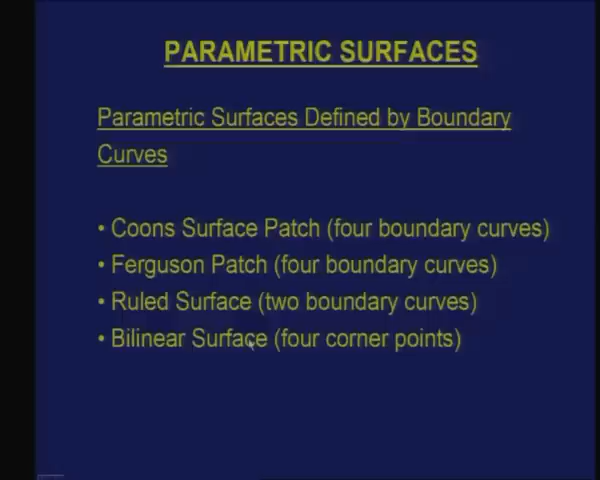 PARAMETRIC SURFACES
Parametric Surfaces Defined by Boundary
Curves
• Coons Surface Patch (four boundary curves)
• Ferguson Patch (four boundary curves)
• Ruled Surface (two boundary curves)
• Bilinear Surface (four corner points)